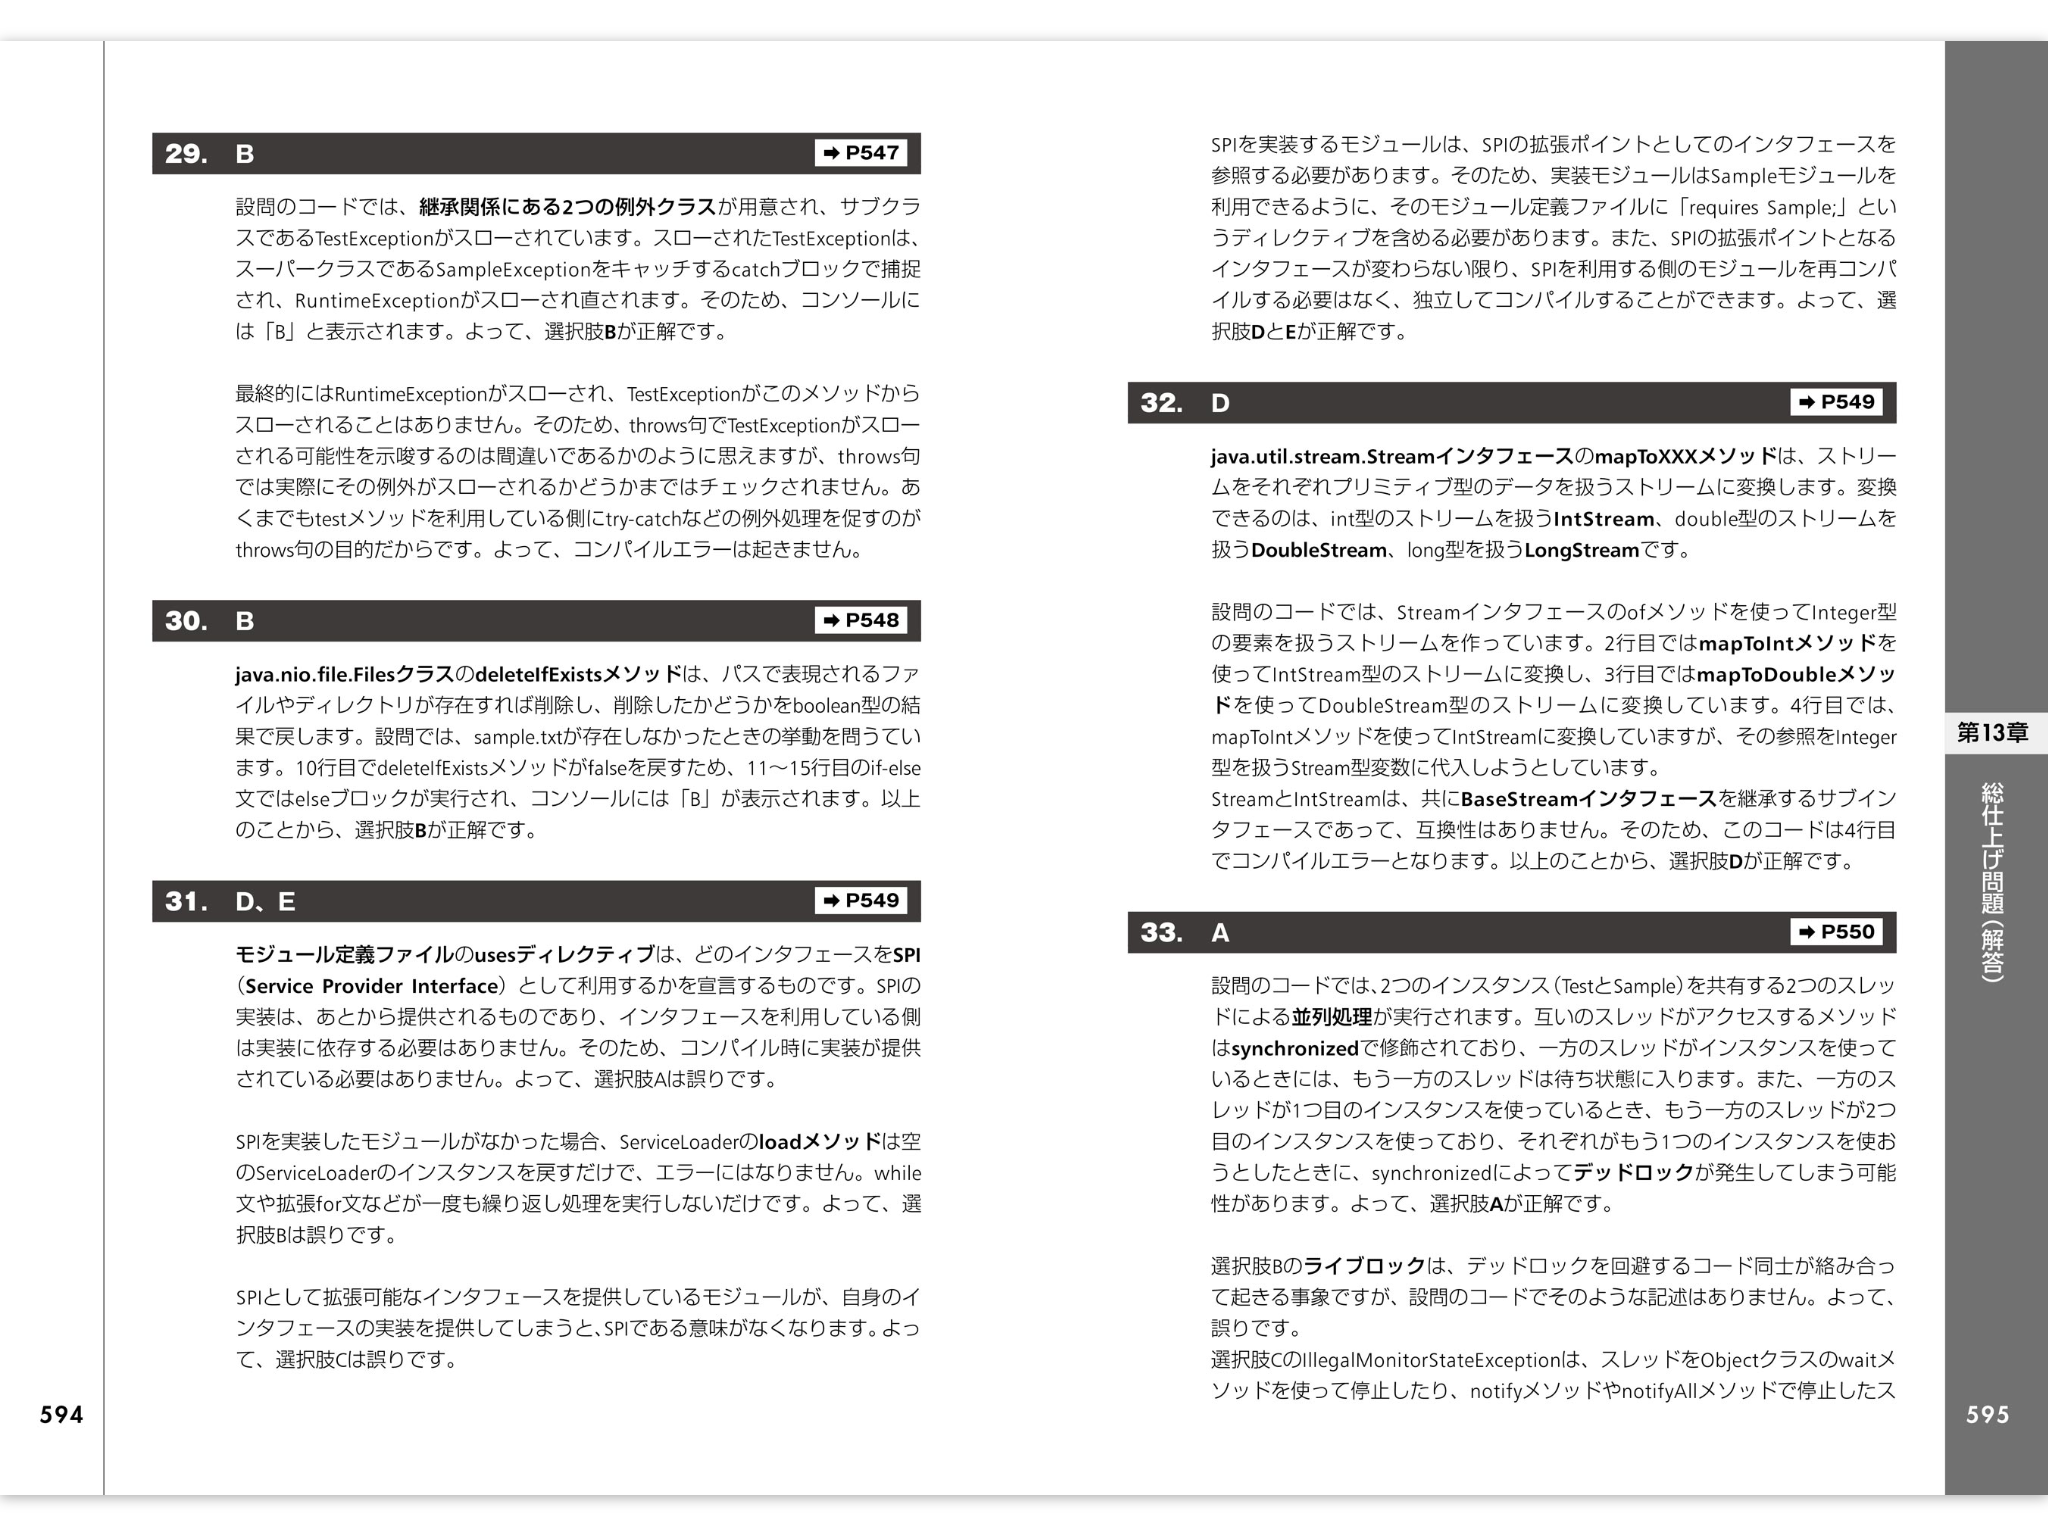 29. B ➡ P547
設問のコードでは、継承関係にある2つの例外クラスが用意され、サブクラ
スであるTestExceptionがスローされています。スローされたTestExceptionは、
スーパークラスであるSampleExceptionをキャッチするcatchブロックで捕捉
され、RuntimeExceptionがスローされ直されます。そのため、コンソールに
は「B」と表示されます。よって、選択肢Bが正解です。
最終的にはRuntimeExceptionがスローされ、TestExceptionがこのメソッドから
スローされることはありません。そのため、throws句でTestExceptionがスロー
される可能性を示唆するのは間違いであるかのように思えますが、throws句
では実際にその例外がスローされるかどうかまではチェックされません。あ
くまでもtestメソッドを利用している側にtry-catchなどの例外処理を促すのが
throws句の目的だからです。よって、コンパイルエラーは起きません。
30. B ➡ P548
java.nio.file.FilesクラスのdeleteIfExistsメソッドは、パスで表現されるファ
イルやディレクトリが存在すれば削除し、削除したかどうかをboolean型の結
果で戻します。設問では、sample.txtが存在しなかったときの挙動を問うてい
ます。10行目でdeleteIfExistsメソッドがfalseを戻すため、11〜15行目のif-else
文ではelseブロックが実行され、コンソールには「B」が表示されます。以上
のことから、選択肢Bが正解です。
31. D、E ➡ P549
モジュール定義ファイルのusesディレクティブは、どのインタフェースをSPI
（Service Provider Interface）として利用するかを宣言するものです。SPIの
実装は、あとから提供されるものであり、インタフェースを利用している側
は実装に依存する必要はありません。そのため、コンパイル時に実装が提供
されている必要はありません。よって、選択肢Aは誤りです。
SPIを実装したモジュールがなかった場合、ServiceLoaderのloadメソッドは空
のServiceLoaderのインスタンスを戻すだけで、エラーにはなりません。while
文や拡張for文などが一度も繰り返し処理を実行しないだけです。よって、選
択肢Bは誤りです。
SPIとして拡張可能なインタフェースを提供しているモジュールが、自身のイ
ンタフェースの実装を提供してしまうと、SPIである意味がなくなります。よっ
て、選択肢Cは誤りです。
594
SPIを実装するモジュールは、SPIの拡張ポイントとしてのインタフェースを
参照する必要があります。そのため、実装モジュールはSampleモジュールを
利用できるように、そのモジュール定義ファイルに「requires Sample;」とい
うディレクティブを含める必要があります。また、SPIの拡張ポイントとなる
インタフェースが変わらない限り、SPIを利用する側のモジュールを再コンパ
イルする必要はなく、独立してコンパイルすることができます。よって、選
択肢DとEが正解です。
32. D ➡ P549
java.util.stream.StreamインタフェースのmapToXXXメソッドは、ストリー
ムをそれぞれプリミティブ型のデータを扱うストリームに変換します。変換
できるのは、int型のストリームを扱うIntStream、double型のストリームを
扱うDoubleStream、long型を扱うLongStreamです。
設問のコードでは、Streamインタフェースのofメソッドを使ってInteger型
の要素を扱うストリームを作っています。2行目ではmapToIntメソッドを
使ってIntStream型のストリームに変換し、3行目ではmapToDoubleメソッ
ドを使ってDoubleStream型のストリームに変換しています。4行目では、
mapToIntメソッドを使ってIntStreamに変換していますが、その参照をInteger
型を扱うStream型変数に代入しようとしています。
StreamとIntStreamは、共にBaseStreamインタフェースを継承するサブイン
タフェースであって、互換性はありません。そのため、このコードは4行目
でコンパイルエラーとなります。以上のことから、選択肢Dが正解です。
33. A ➡ P550
設問のコードでは、2つのインスタンス（TestとSample）を共有する2つのスレッ
ドによる並列処理が実行されます。互いのスレッドがアクセスするメソッド
はsynchronizedで修飾されており、一方のスレッドがインスタンスを使って
いるときには、もう一方のスレッドは待ち状態に入ります。また、一方のス
レッドが1つ目のインスタンスを使っているとき、もう一方のスレッドが2つ
目のインスタンスを使っており、それぞれがもう1つのインスタンスを使お
うとしたときに、synchronizedによってデッドロックが発生してしまう可能
性があります。よって、選択肢Aが正解です。
選択肢Bのライブロックは、デッドロックを回避するコード同士が絡み合っ
て起きる事象ですが、設問のコードでそのような記述はありません。よって、
誤りです。
選択肢CのIllegalMonitorStateExceptionは、スレッドをObjectクラスのwaitメ
ソッドを使って停止したり、notifyメソッドやnotifyAllメソッドで停止したス
第13章
総仕上げ問題（解答）
595